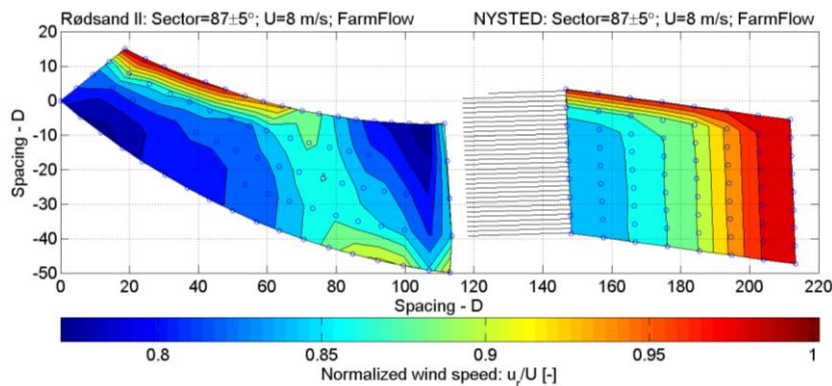 Rødsand II: Sector=87±5°; U=8 m/s; FarmFlow
NYSTED: Sector=87±5°; U=8 m/s; FarmFlow
Spacing - D
20
10
0
-10
-20
-30
-40
-50
0 20 40 60 80 100 120 140 160 180 200 220
Spacing - D
0.8 0.85 0.9 0.95 1
Normalized wind speed: u_r/U [-]